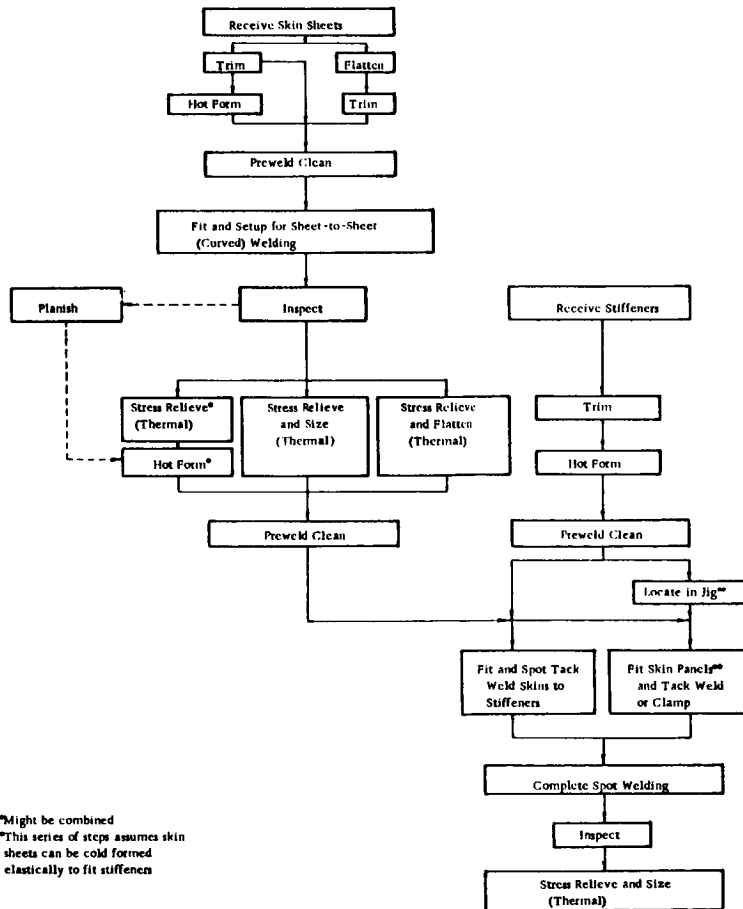 Receive Skin Sheets
Trim
Flatten
Hot Form
Trim
Preweld Clean
Fit and Setup for Sheet-to-Sheet
(Curved) Welding
Planish
Inspect
Receive Stiffeners
Stress Relieve*
(Thermal)
Stress Relieve
and Size
(Thermal)
Stress Relieve
and Flatten
(Thermal)
Trim
Hot Form*
Hot Form
Preweld Clean
Preweld Clean
Locate in Jig**
Fit and Spot Tack
Weld Skins to
Stiffeners
Fit Skin Panels**
and Tack Weld
or Clamp
Complete Spot Welding
*Might be combined
*This series of steps assumes skin
sheets can be cold formed
elastically to fit stiffeners
Inspect
Stress Relieve and Size
(Thermal)